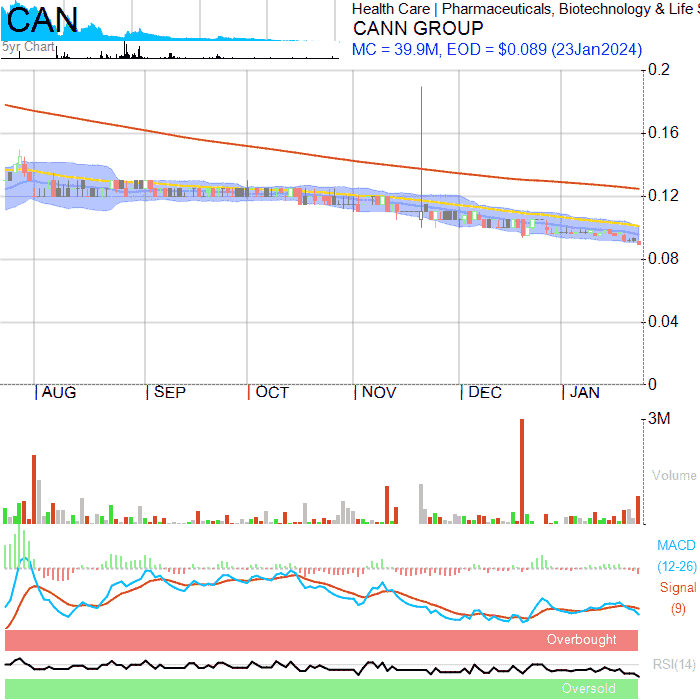 CAN
5yr Chart
Health Care | Pharmaceuticals, Biotechnology & Life S
CANN GROUP
MC = 39.9M, EOD = $0.089 (23Jan2024)
0.2
0.16
0.12
0.08
0.04
0
AUG SEP OCT NOV DEC JAN
3M
Volume
MACD
(12-26)
Signal
(9)
Overbought
RSI(14)
Oversold